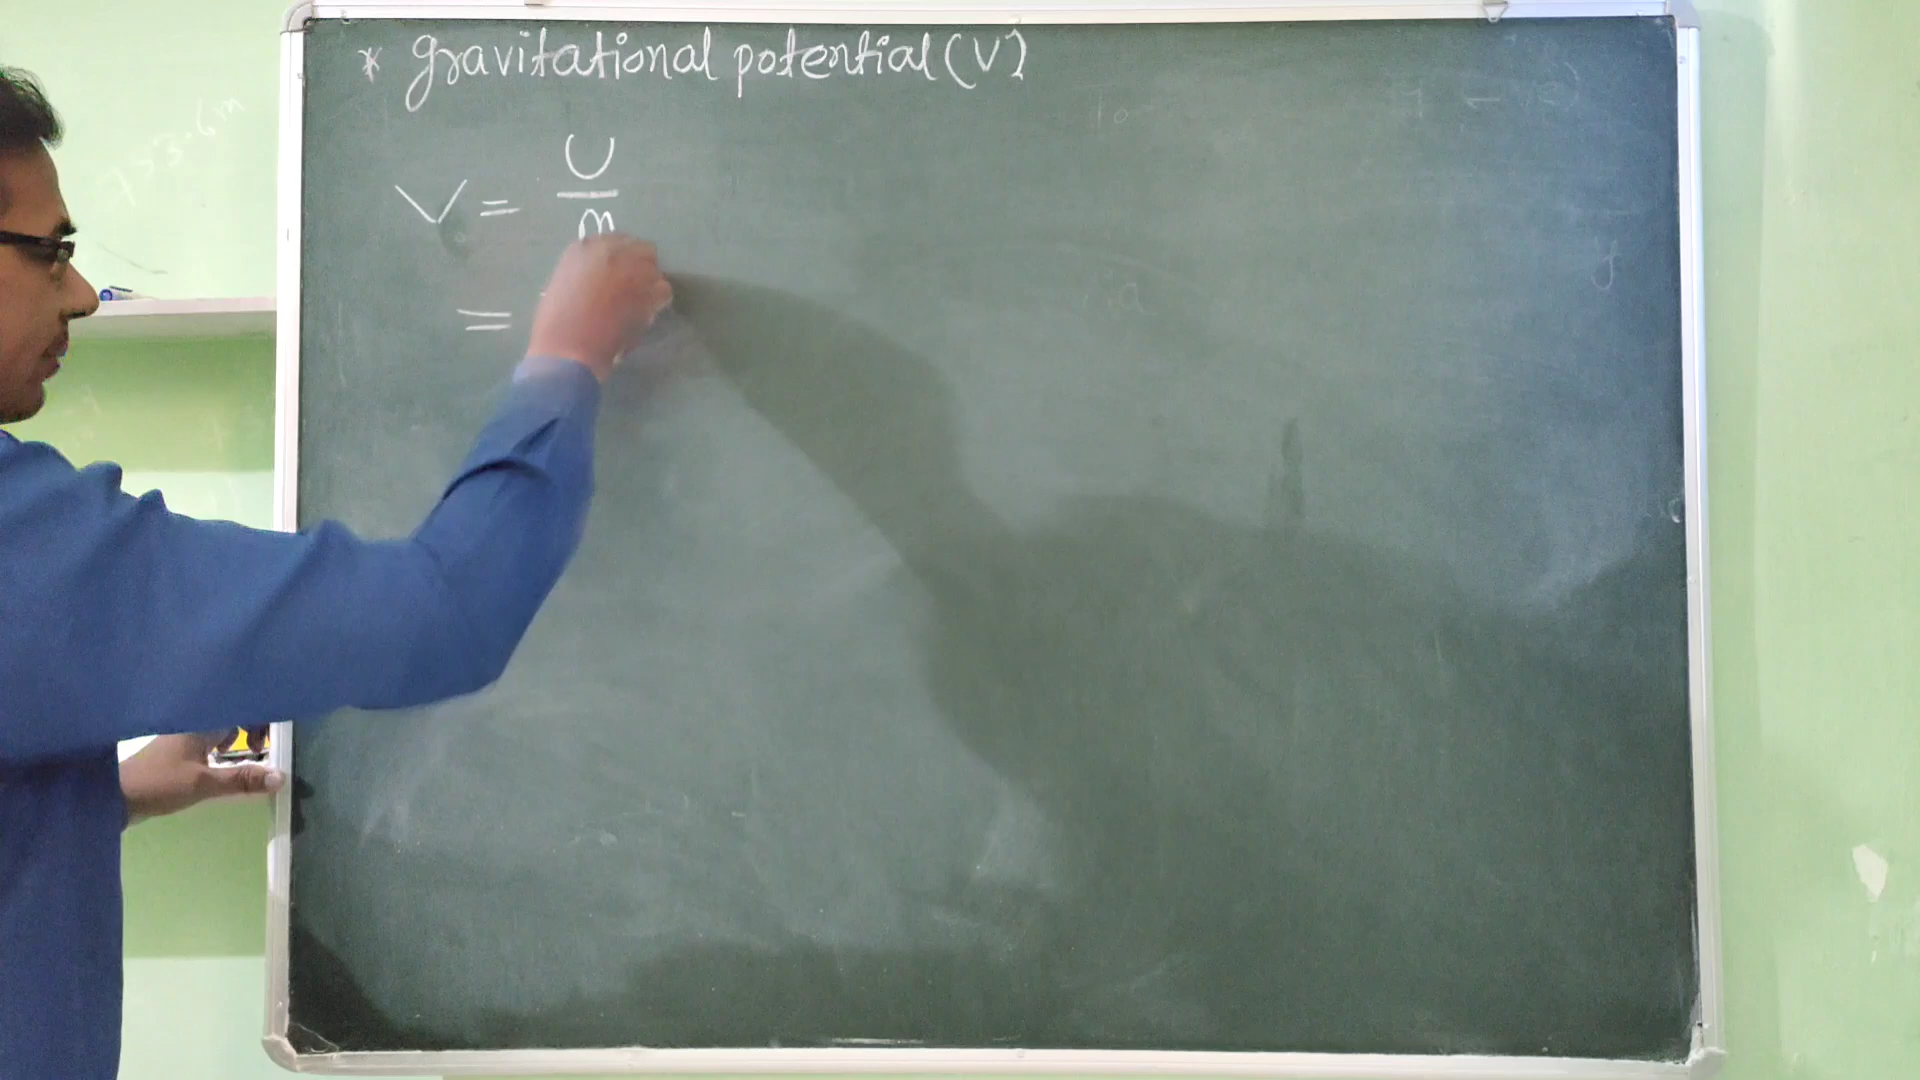 * Gravitational potential (V)
V = U/m
=